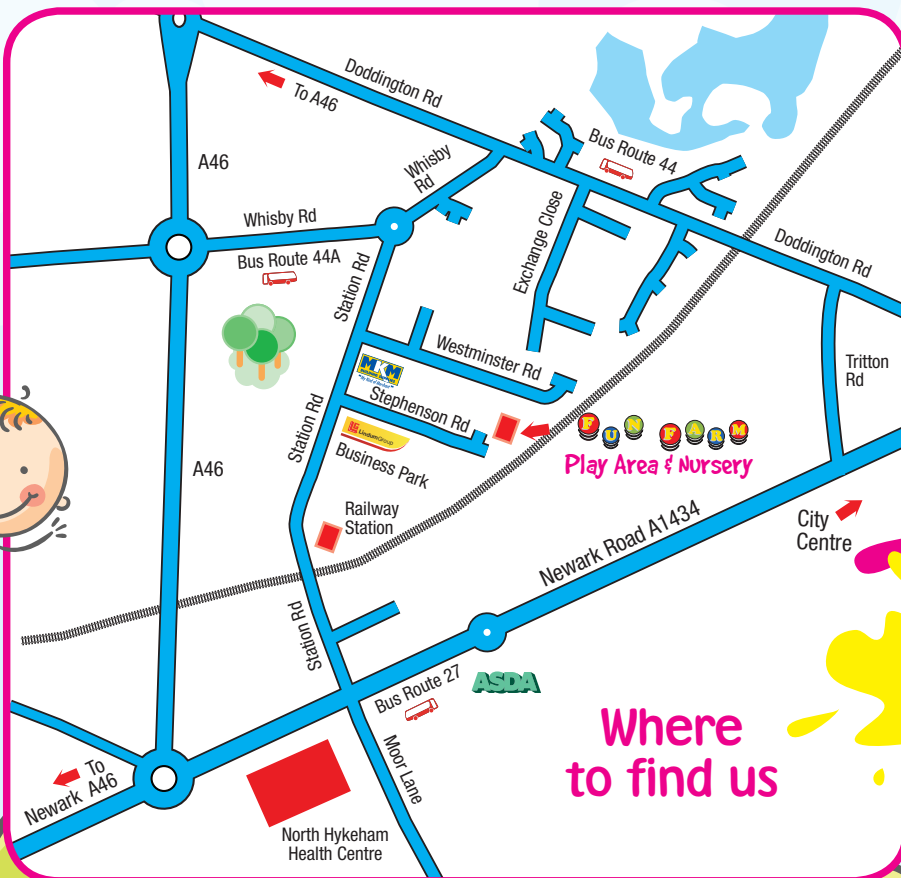 Doddington Rd
To A46
A46
Whisby
Rd
Bus Route 44
Whisby Rd
Bus Route 44A
Station Rd
Exchange Close
Doddington Rd
Westminster Rd
MKM
Tritton
Rd
Stephenson Rd
Station Rd
LindumGroup
Business Park
FUN FARM
Play Area & Nursery
A46
Railway
Station
Newark Road A1434
City
Centre
Station Rd
Bus Route 27
ASDA
Where
to find us
Moor Lane
To
Newark A46
North Hykeham
Health Centre